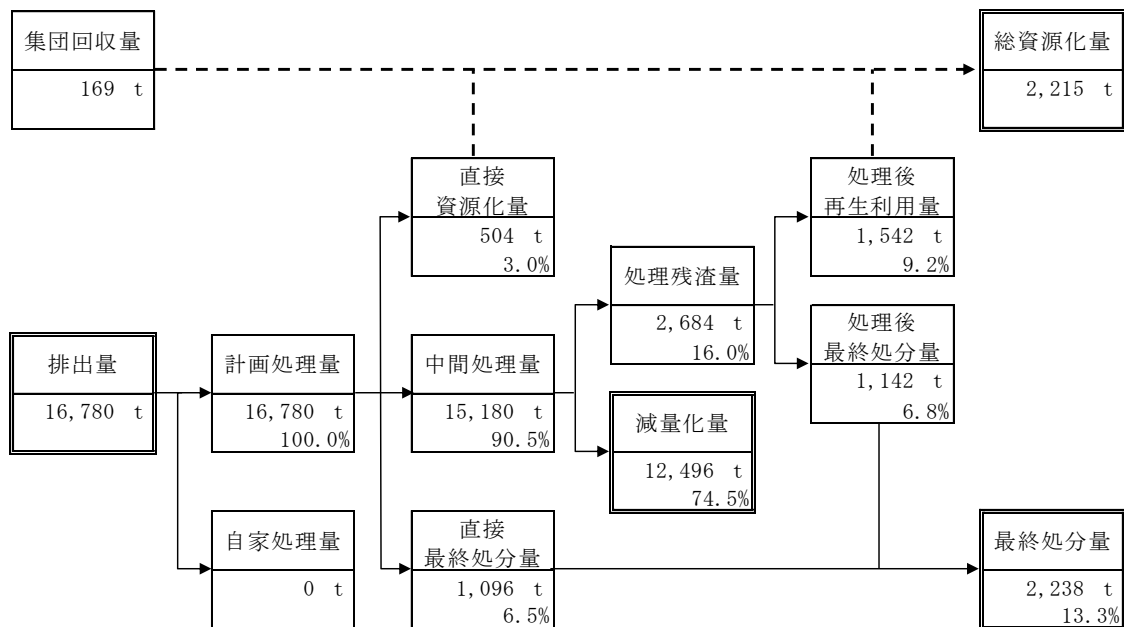 集団回収量
169 t
総資源化量
2,215 t
直接
資源化量
504 t
3.0%
処理後
再生利用量
1,542 t
9.2%
処理残渣量
2,684 t
16.0%
処理後
最終処分量
1,142 t
6.8%
排出量
16,780 t
計画処理量
16,780 t
100.0%
中間処理量
15,180 t
90.5%
減量化量
12,496 t
74.5%
自家処理量
0 t
直接
最終処分量
1,096 t
6.5%
最終処分量
2,238 t
13.3%